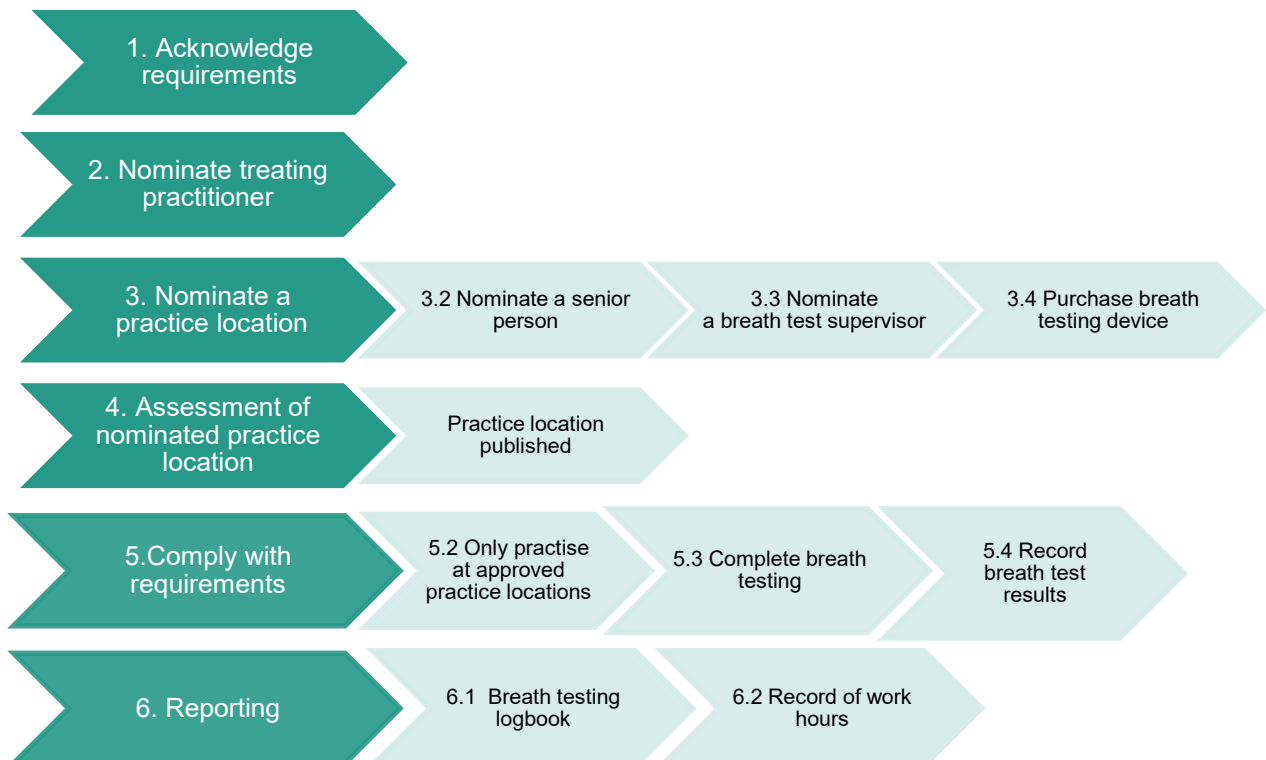 1. Acknowledge
requirements
2. Nominate treating
practitioner
3. Nominate a
practice location
3.2 Nominate a senior
person
3.3 Nominate
a breath test supervisor
3.4 Purchase breath
testing device
4. Assessment of
nominated practice
location
Practice location
published
5.Comply with
requirements
5.2 Only practise
at approved
practice locations
5.3 Complete breath
testing
5.4 Record
breath test
results
6. Reporting
6.1 Breath testing
logbook
6.2 Record of work
hours